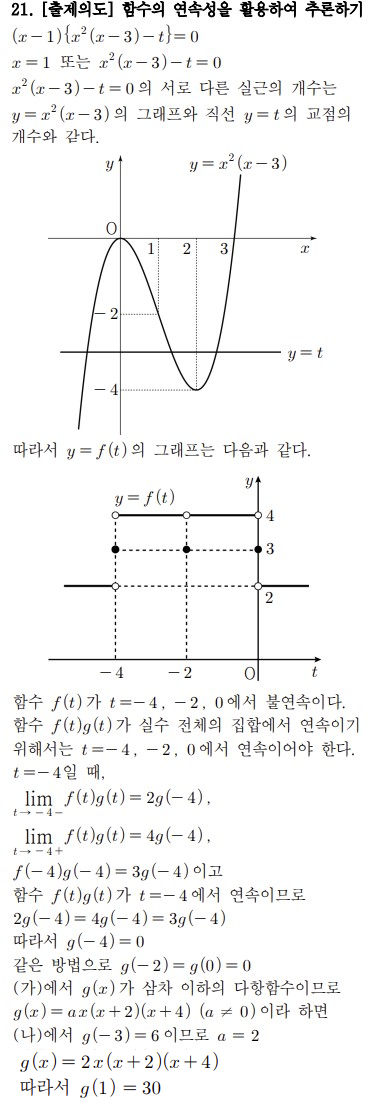 21. [출제의도] 함수의 연속성을 활용하여 추론하기
(x−1){x²(x−3)−t}=0
x=1 또는 x²(x−3)−t=0
x²(x−3)−t=0의 서로 다른 실근의 개수는
y=x²(x−3)의 그래프와 직선 y=t의 교점의
개수와 같다.
y
y=x²(x−3)
O
1 2 3 x
−2
y=t
−4
따라서 y=f(t)의 그래프는 다음과 같다.
y
y=f(t)
4
3
2
−4 −2 O t
함수 f(t)가 t=−4, −2, 0에서 불연속이다.
함수 f(t)g(t)가 실수 전체의 집합에서 연속이기
위해서는 t=−4, −2, 0에서 연속이어야 한다.
t=−4일 때,
lim f(t)g(t)=2g(−4),
t→−4−
lim f(t)g(t)=4g(−4),
t→−4+
f(−4)g(−4)=3g(−4)이고
함수 f(t)g(t)가 t=−4에서 연속이므로
2g(−4)=4g(−4)=3g(−4)
따라서 g(−4)=0
같은 방법으로 g(−2)=g(0)=0
(가)에서 g(x)가 삼차 이하의 다항함수이므로
g(x)=ax(x+2)(x+4) (a≠0)이라 하면
(나)에서 g(−3)=6이므로 a=2
g(x)=2x(x+2)(x+4)
따라서 g(1)=30